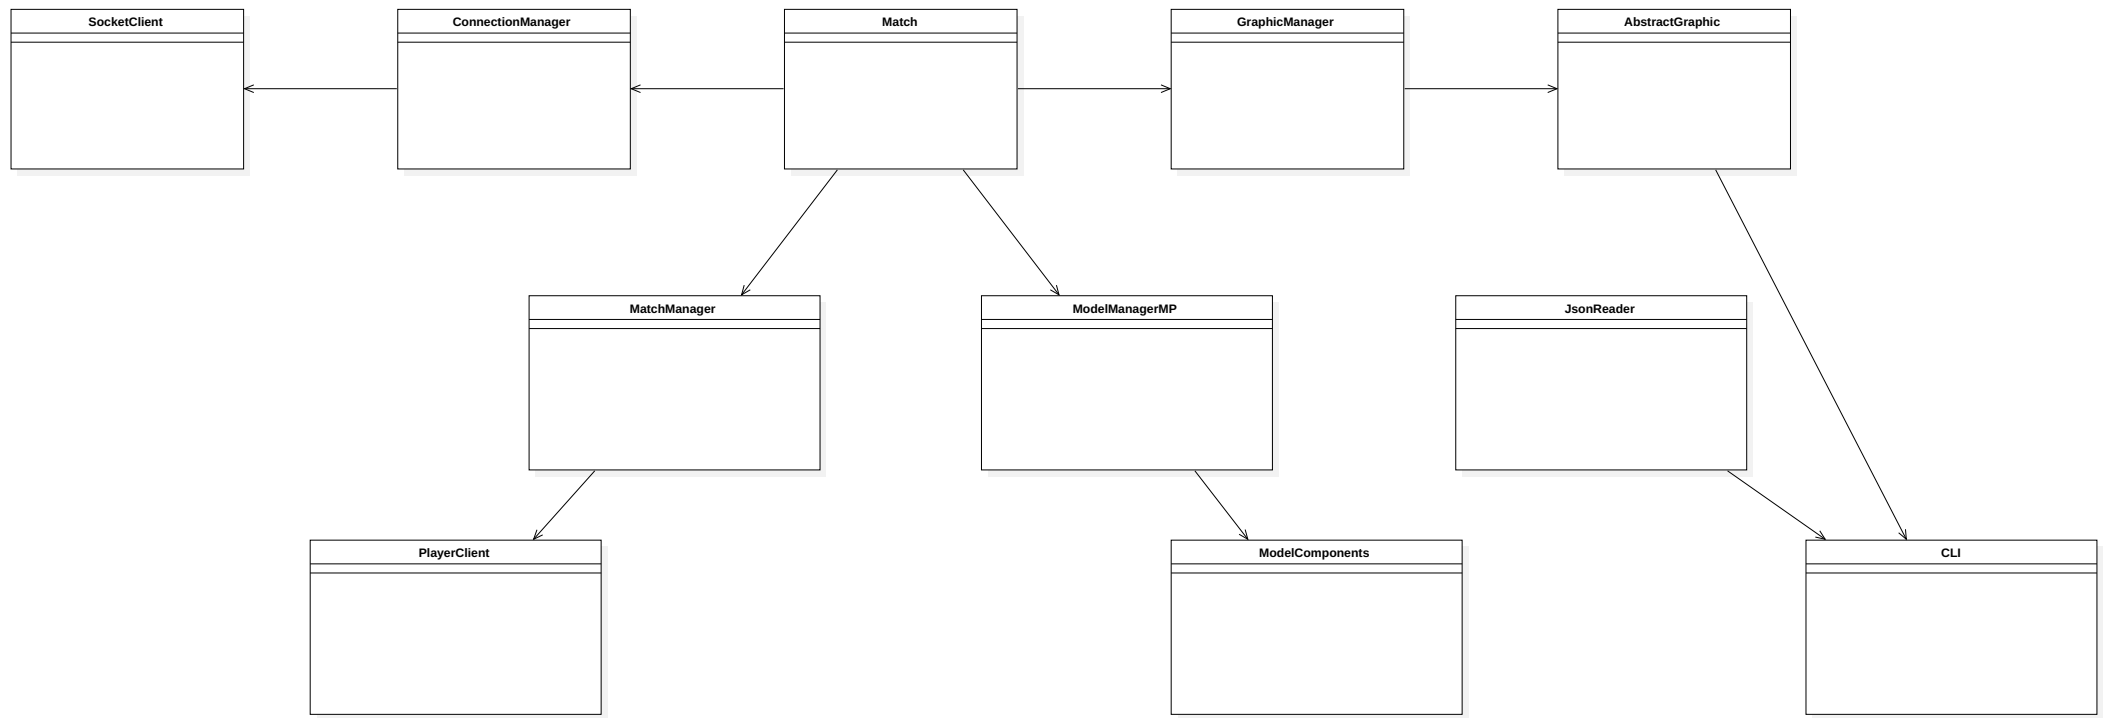 SocketClient
ConnectionManager
Match
GraphicManager
AbstractGraphic
MatchManager
ModelManagerMP
JsonReader
PlayerClient
ModelComponents
CLI